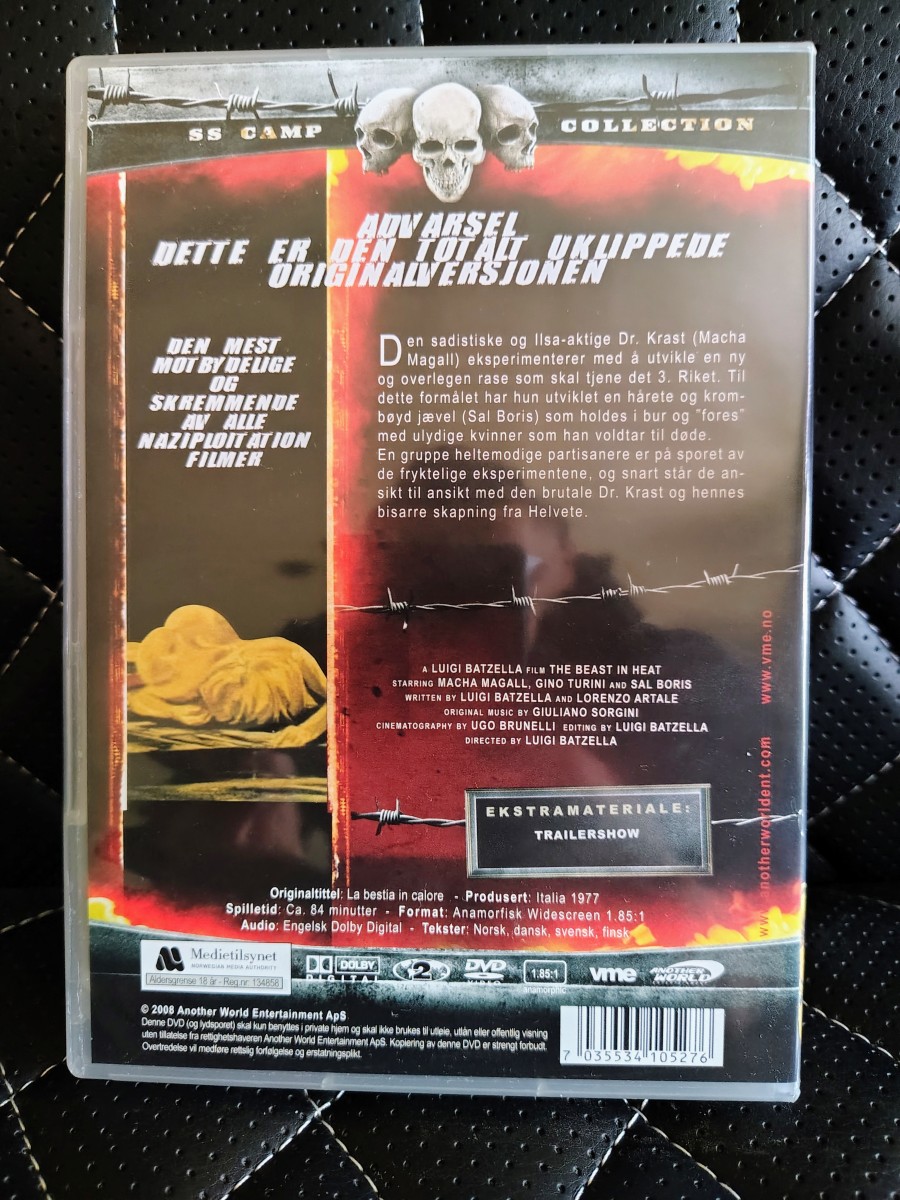 SS CAMP COLLECTION
ADVARSEL
DETTE ER DEN TOTALT UKLIPPEDE
ORIGINALVERSJONEN
DEN MEST
MOTBYDELIGE
OG
SKREMMENDE
AV ALLE
NAZIPLOITATION
FILMER
Den sadistiske og Ilsa-aktige Dr. Krast (Macha
Magall) eksperimenterer med å utvikle en ny
og overlegen rase som skal tjene det 3. Riket. Til
dette formålet har hun utviklet en hårete og krom-
bøyd jævel (Sal Boris) som holdes i bur og "fores"
med ulydige kvinner som han voldtar til døde.
En gruppe heltemodige partisanere er på sporet av
de fryktelige eksperimentene, og snart står de an-
sikt til ansikt med den brutale Dr. Krast og hennes
bisarre skapning fra Helvete.
A LUIGI BATZELLA FILM THE BEAST IN HEAT
STARRING MACHA MAGALL, GINO TURINI AND SAL BORIS
WRITTEN BY LUIGI BATZELLA AND LORENZO ARTALE
ORIGINAL MUSIC BY GIULIANO SORGINI
CINEMATOGRAPHY BY UGO BRUNELLI EDITING BY LUIGI BATZELLA
DIRECTED BY LUIGI BATZELLA
www.vme.no
notherworldent.com
EKSTRAMATERIALE:
TRAILERSHOW
Originaltittel: La bestia in calore - Produsert: Italia 1977
Spilletid: Ca. 84 minutter - Format: Anamorfisk Widescreen 1.85:1
Audio: Engelsk Dolby Digital - Tekster: Norsk, dansk, svensk, finsk
Medietilsynet
NORWEGIAN MEDIA AUTHORITY
Aldersgrense 18 år - Reg.nr: 134858
DOLBY
DIGITAL
2
DVD
VIDEO
1.85:1
anamorphic
vme
ANOTHER
WORLD
© 2008 Another World Entertainment ApS
Denne DVD (og lydsporet) skal kun benyttes i private hjem og skal ikke brukes til utleie, utlån eller offentlig visning
uten tillatelse fra rettighetshaveren Another World Entertainment ApS. Kopiering av denne DVD er strengt forbudt.
Overtredelse vil medføre rettslig forfølgelse og erstatningsplikt.
7 035534 105276